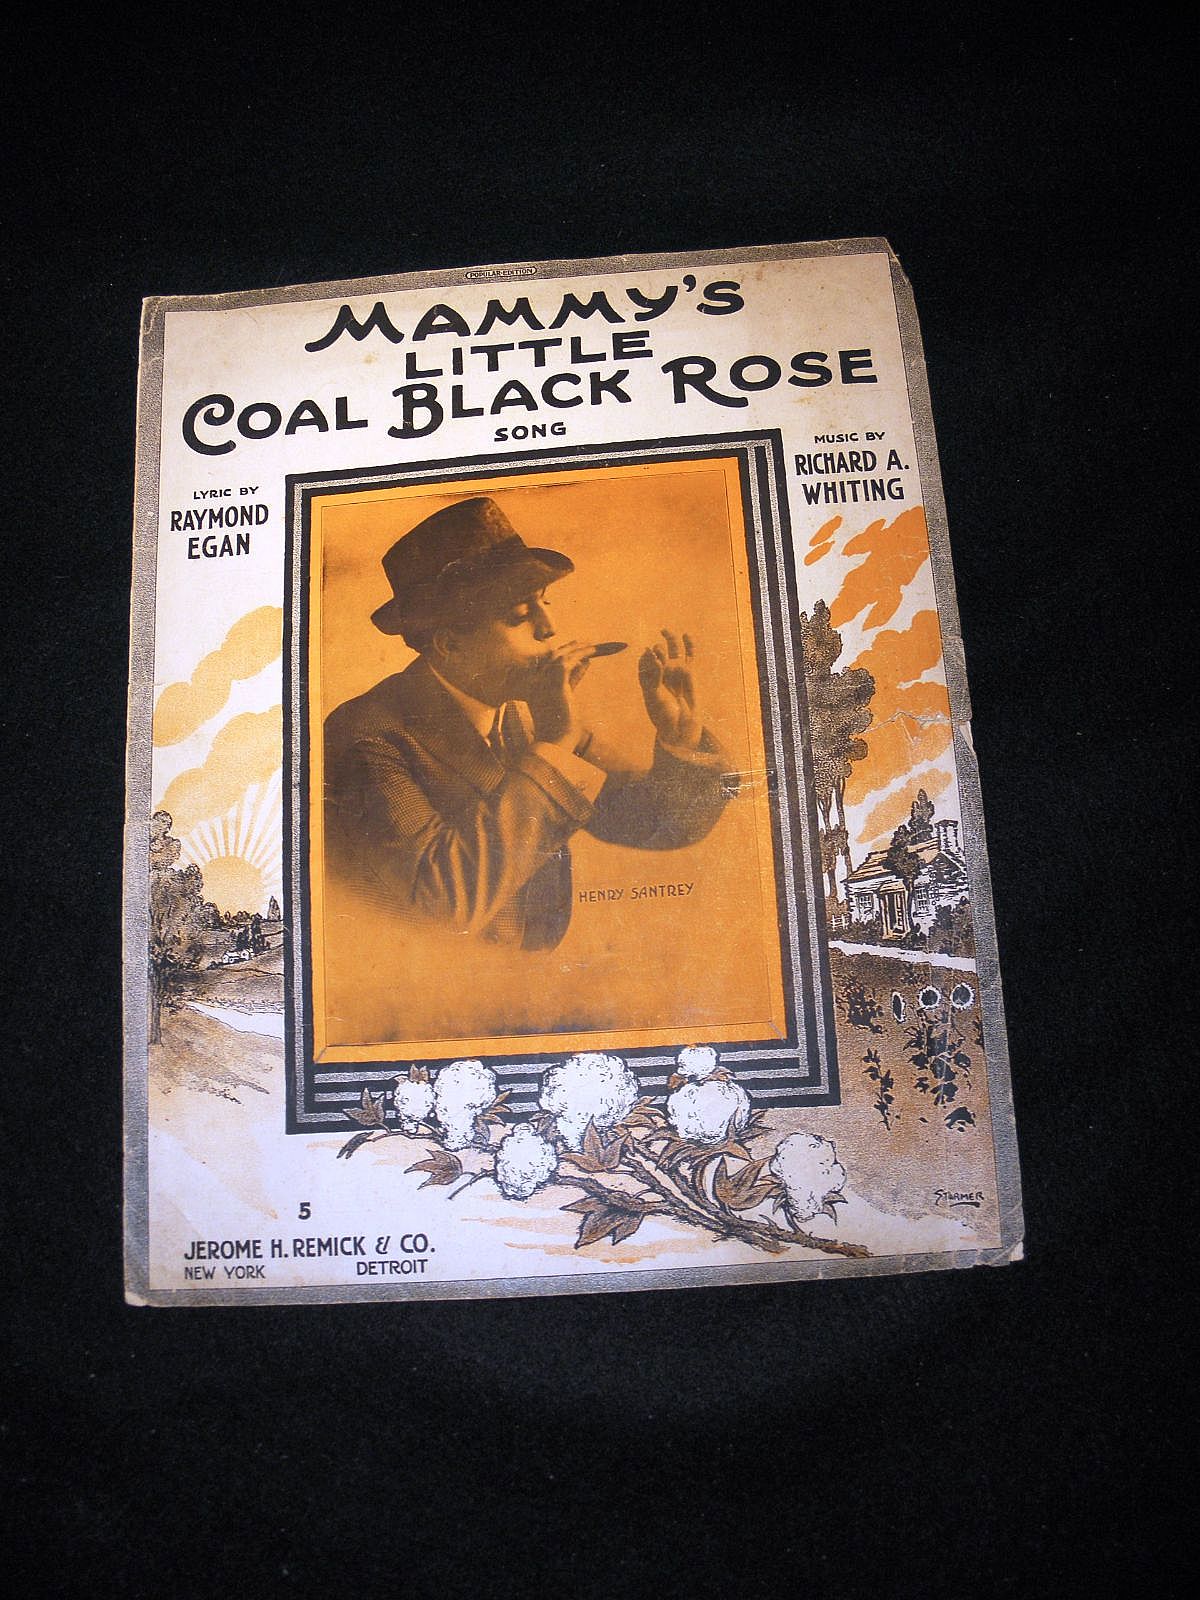 POPULAR EDITION
MAMMY'S
LITTLE
COAL BLACK ROSE
SONG
LYRIC BY
RAYMOND
EGAN
MUSIC BY
RICHARD A.
WHITING
HENRY SANTREY
STARMER
5
JEROME H. REMICK & CO.
NEW YORK DETROIT